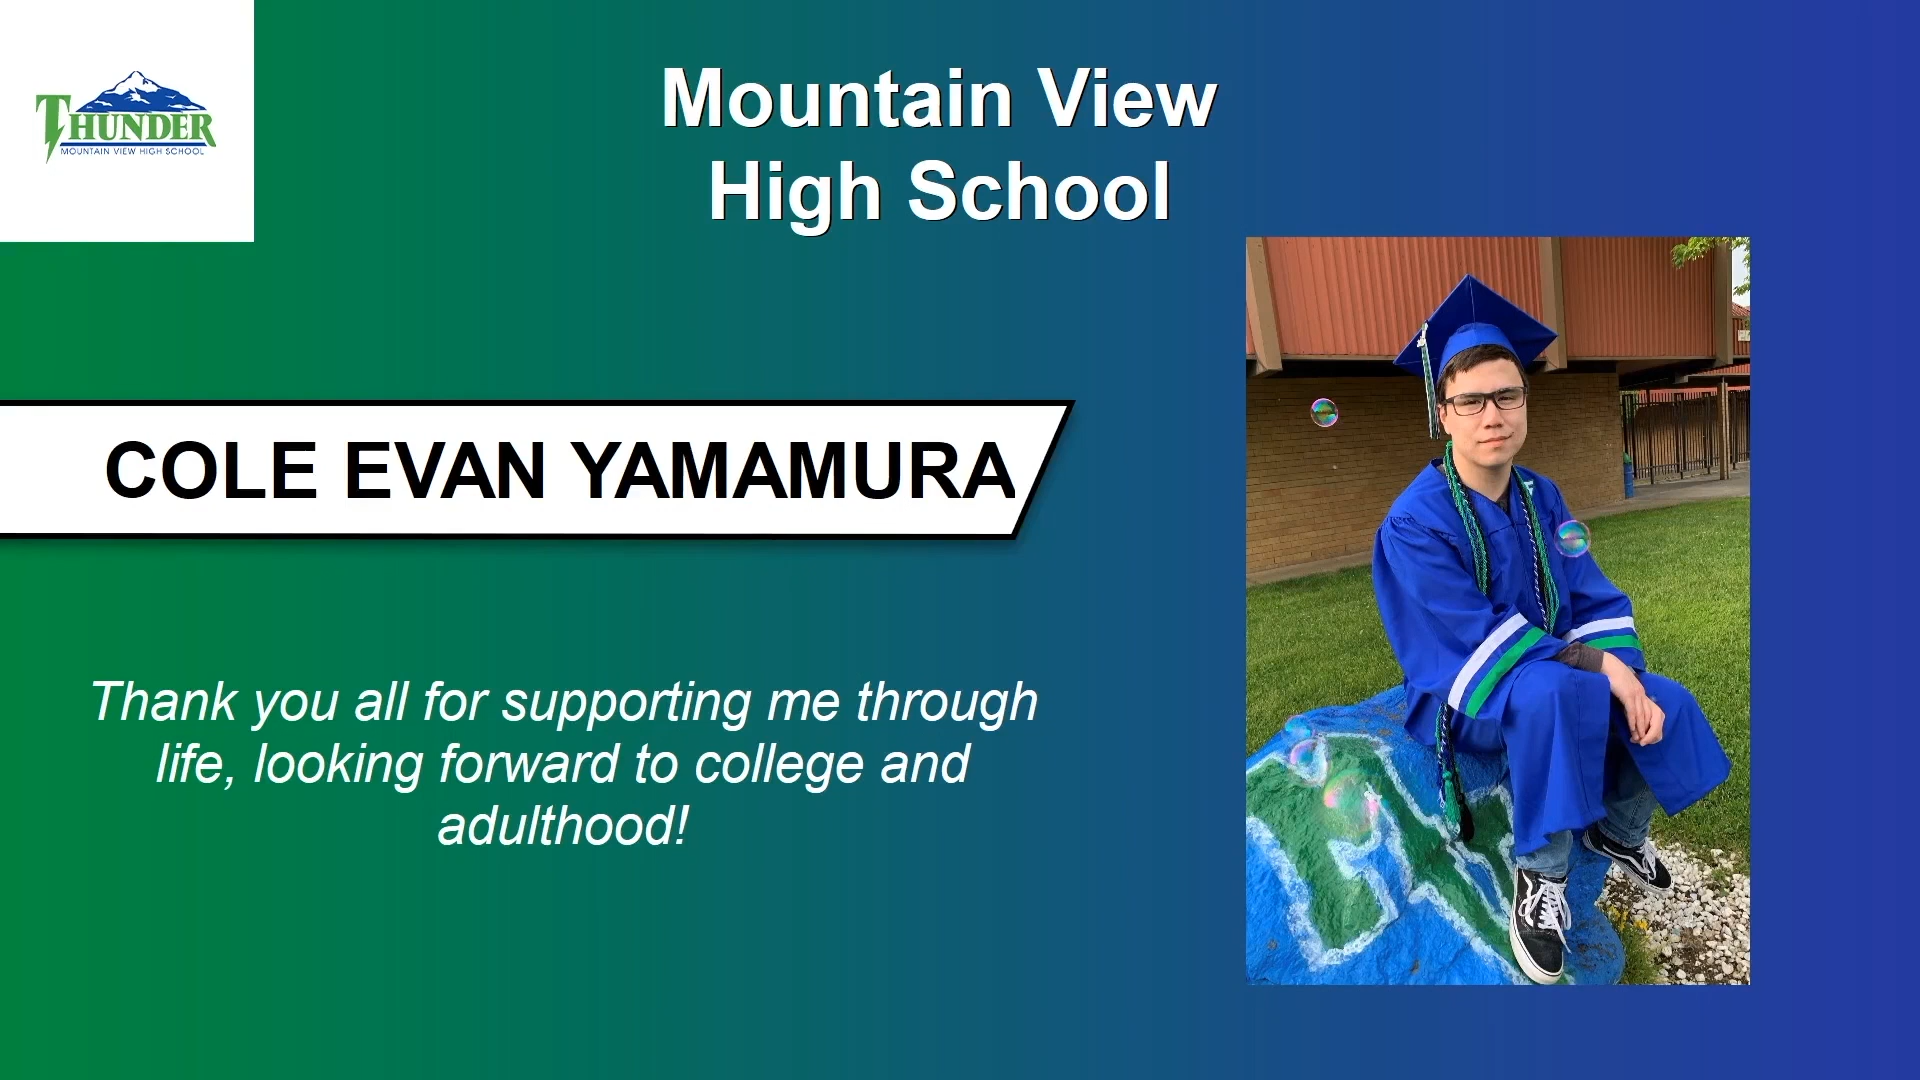 THUNDER
MOUNTAIN VIEW HIGH SCHOOL
Mountain View
High School
COLE EVAN YAMAMURA
Thank you all for supporting me through
life, looking forward to college and
adulthood!